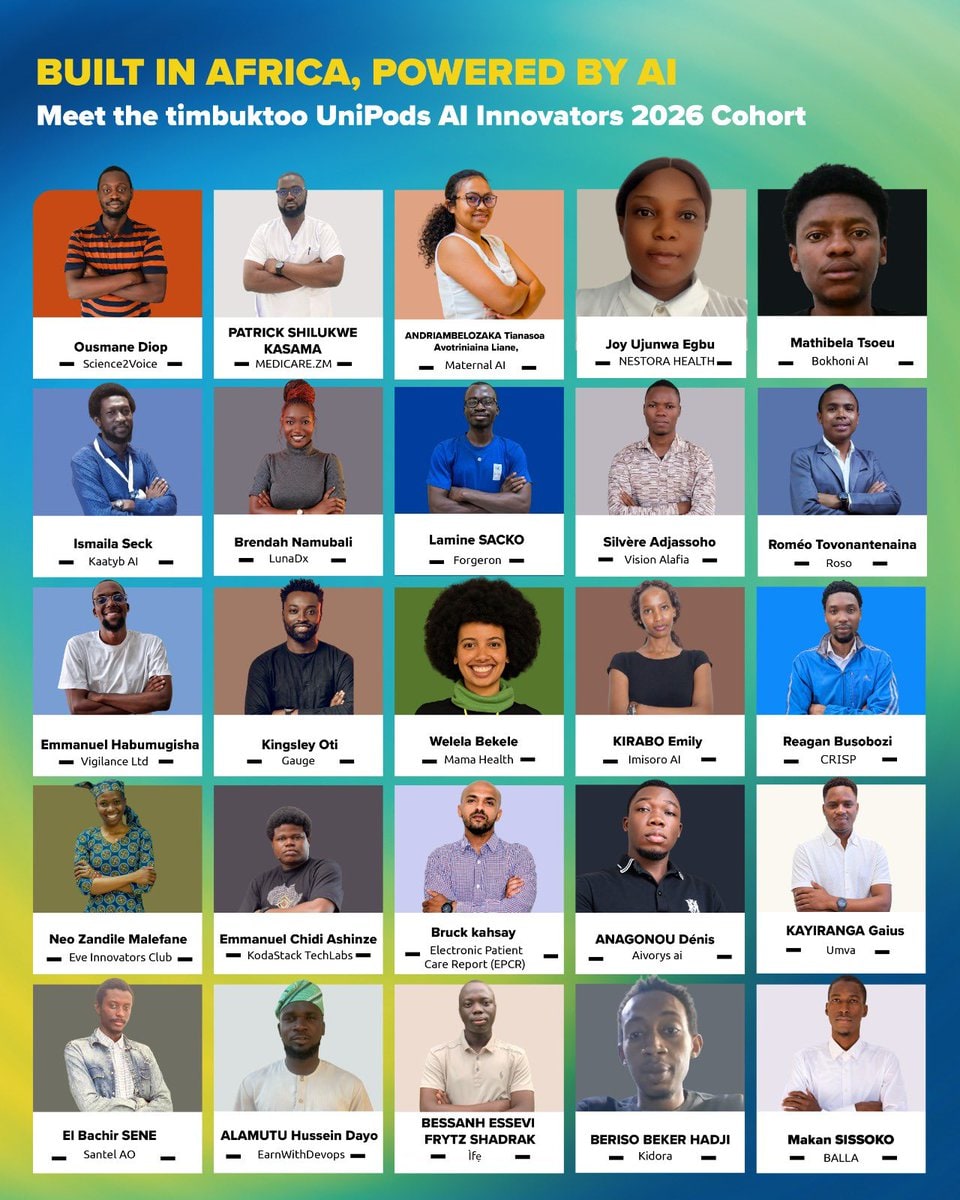 BUILT IN AFRICA, POWERED BY AI
Meet the timbuktoo UniPods AI Innovators 2026 Cohort
Ousmane Diop
Science2Voice
PATRICK SHILUKWE
KASAMA
MEDICARE.ZM
ANDRIAMBELOZAKA Tianasoa
Avotriniaina Liane,
Maternal AI
Joy Ujunwa Egbu
NESTORA HEALTH
Mathibela Tsoeu
Bokhoni AI
Ismaila Seck
Kaatyb AI
Brendah Namubali
LunaDx
Lamine SACKO
Forgeron
Silvère Adjassoho
Vision Alafia
Roméo Tovonantenaina
Roso
Emmanuel Habumugisha
Vigilance Ltd
Kingsley Oti
Gauge
Welela Bekele
Mama Health
KIRABO Emily
Imisoro AI
Reagan Busobozi
CRISP
Neo Zandile Malefane
Eve Innovators Club
Emmanuel Chidi Ashinze
KodaStack TechLabs
Bruck kahsay
Electronic Patient
Care Report (EPCR)
ANAGONOU Dénis
Aivorys ai
KAYIRANGA Gaius
Umva
El Bachir SENE
Santel AO
ALAMUTU Hussein Dayo
EarnWithDevops
BESSANH ESSEVI
FRYTZ SHADRAK
Ìfẹ
BERISO BEKER HADJI
Kidora
Makan SISSOKO
BALLA